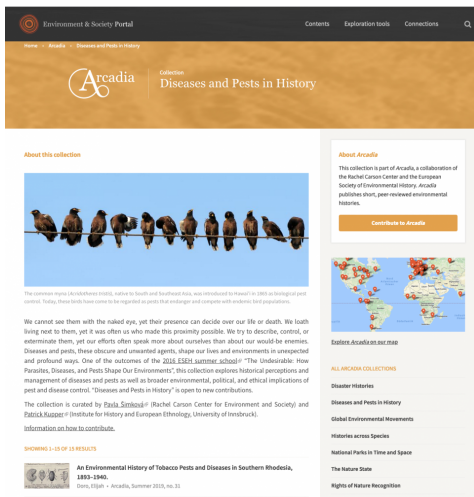 Environment & Society Portal
Contents Exploration tools Connections
Home Arcadia Diseases and Pests in History
Arcadia
Collection
Diseases and Pests in History
About this collection
The common myna (Acridotheres tristis), native to South and Southeast Asia, was introduced to Hawai'i in 1865 as biological pest
control. Today, these birds have come to be regarded as pests that endanger and compete with endemic bird populations.
We cannot see them with the naked eye, yet their presence can decide over our life or death. We loath
living next to them, yet it was often us who made this proximity possible. We try to describe, control, or
exterminate them, yet our efforts often speak more about ourselves than about our would-be enemies.
Diseases and pests, these obscure and unwanted agents, shape our lives and environments in unexpected
and profound ways. One of the outcomes of the 2016 ESEH summer school "The Undesirable: How
Parasites, Diseases, and Pests Shape Our Environments", this collection explores historical perceptions and
management of diseases and pests as well as broader environmental, political, and ethical implications of
pest and disease control. "Diseases and Pests in History" is open to new contributions.
The collection is curated by Pavla Šimková (Rachel Carson Center for Environment and Society) and
Patrick Kupper (Institute for History and European Ethnology, University of Innsbruck).
Information on how to contribute.
SHOWING 1–15 OF 15 RESULTS
An Environmental History of Tobacco Pests and Diseases in Southern Rhodesia,
1893–1940.
Doro, Elijah • Arcadia, Summer 2019, no. 31
About Arcadia
This collection is part of Arcadia, a collaboration of
the Rachel Carson Center and the European
Society of Environmental History. Arcadia
publishes short, peer-reviewed environmental
histories.
Contribute to Arcadia
Explore Arcadia on our map
ALL ARCADIA COLLECTIONS
Disaster Histories
Diseases and Pests in History
Global Environmental Movements
Histories across Species
National Parks in Time and Space
The Nature State
Rights of Nature Recognition